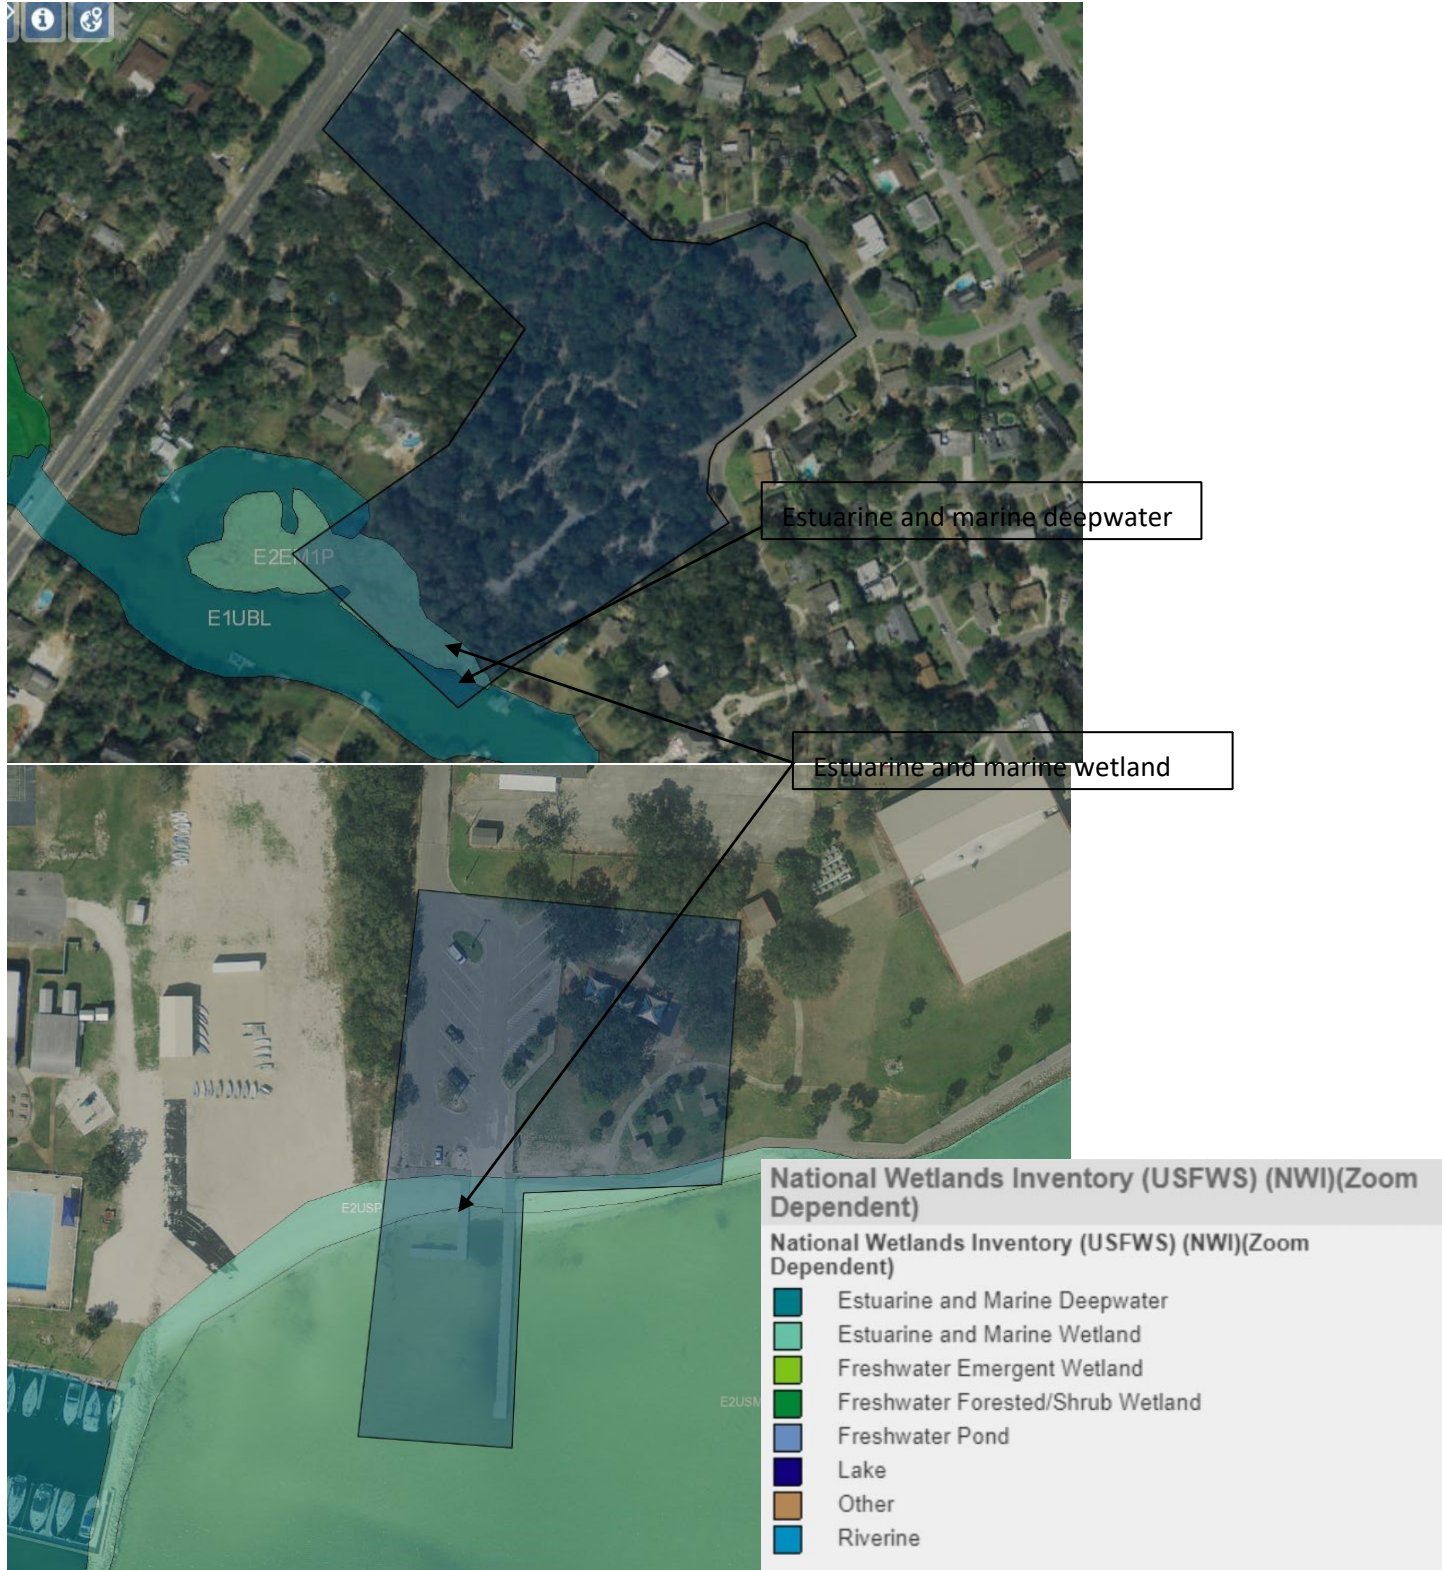 E2EM1P
E1UBL
Estuarine and marine deepwater
Estuarine and marine wetland
E2USP
E2USM
National Wetlands Inventory (USFWS) (NWI)(Zoom
Dependent)
National Wetlands Inventory (USFWS) (NWI)(Zoom
Dependent)
Estuarine and Marine Deepwater
Estuarine and Marine Wetland
Freshwater Emergent Wetland
Freshwater Forested/Shrub Wetland
Freshwater Pond
Lake
Other
Riverine